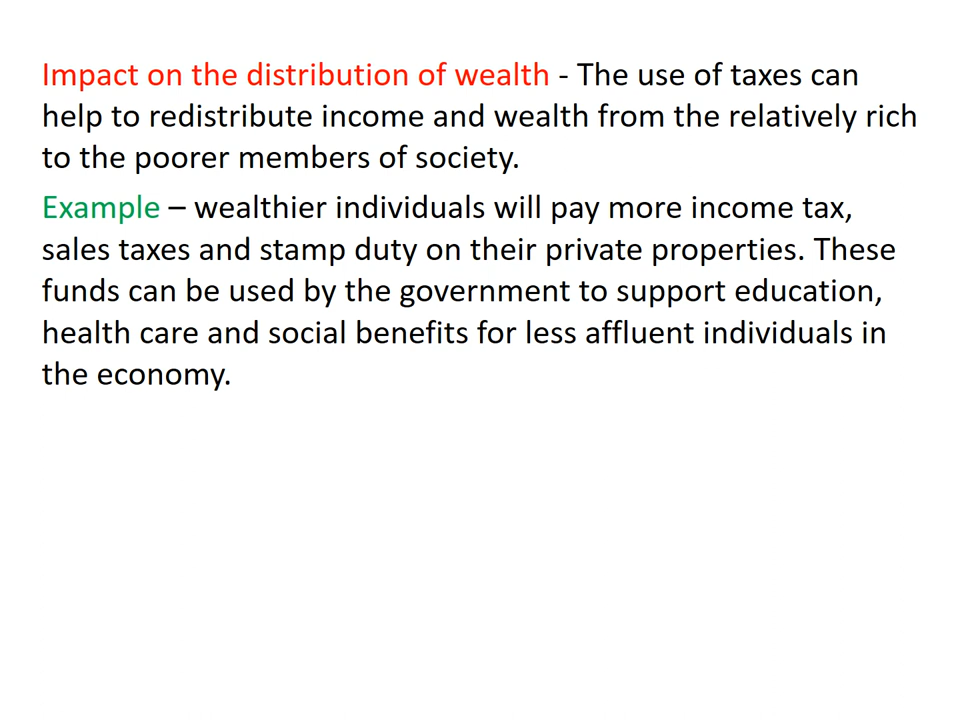 Impact on the distribution of wealth - The use of taxes can
help to redistribute income and wealth from the relatively rich
to the poorer members of society.
Example – wealthier individuals will pay more income tax,
sales taxes and stamp duty on their private properties. These
funds can be used by the government to support education,
health care and social benefits for less affluent individuals in
the economy.